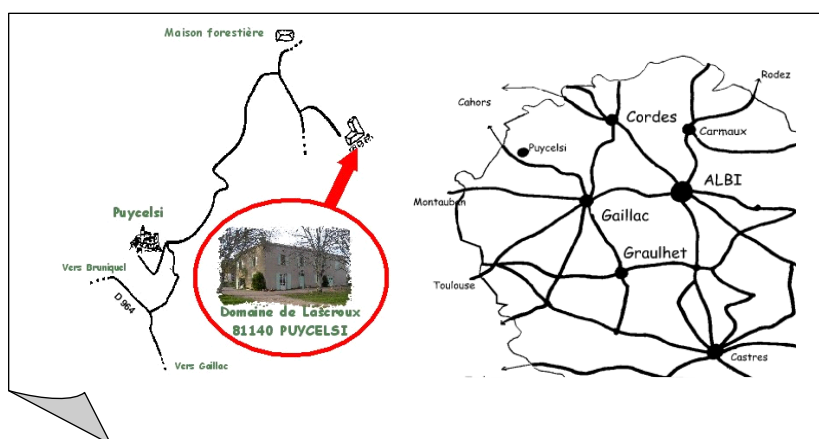 Maison forestière
Puycelsi
Vers Bruniquel
D 964
Vers Gaillac
Domaine de Lascroux
81140 PUYCELSI
Rodez
Cahors
Cordes
Carmaux
Puycelsi
ALBI
Montauban
Gaillac
Graulhet
Toulouse
Castres